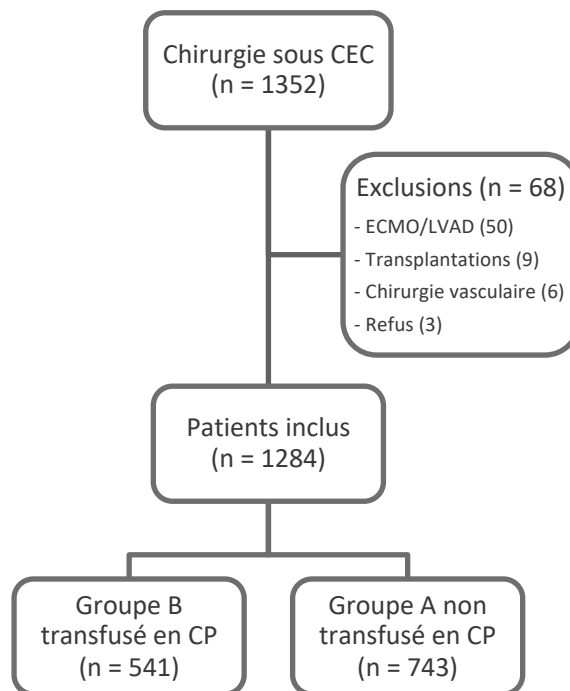 Chirurgie sous CEC
(n = 1352)
Exclusions (n = 68)
- ECMO/LVAD (50)
- Transplantations (9)
- Chirurgie vasculaire (6)
- Refus (3)
Patients inclus
(n = 1284)
Groupe B
transfusé en CP
(n = 541)
Groupe A non
transfusé en CP
(n = 743)